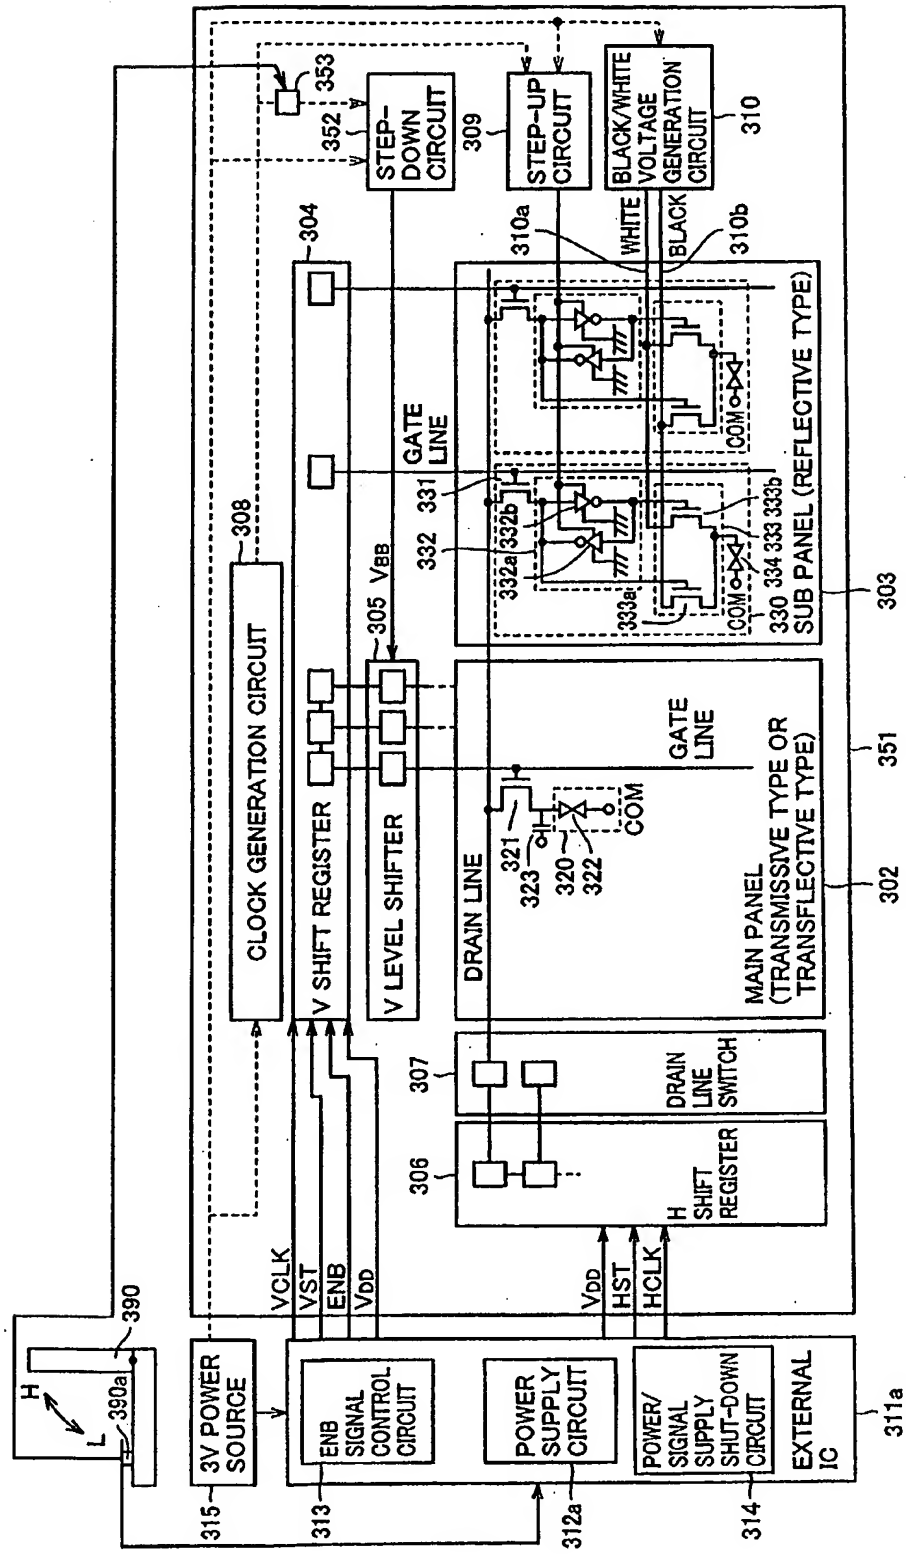 H
L
390
390a
315
3V POWER
SOURCE
313
ENB
SIGNAL
CONTROL
CIRCUIT
312a
POWER
SUPPLY
CIRCUIT
314
POWER/
SIGNAL
SUPPLY
SHUT-DOWN
CIRCUIT
EXTERNAL
IC
311a
VCLK
VST
ENB
VDD
VDD
HST
HCLK
CLOCK GENERATION CIRCUIT
308
V SHIFT REGISTER
304
V LEVEL SHIFTER
305
VBB
353
352
STEP-
DOWN
CIRCUIT
309
STEP-UP
CIRCUIT
BLACK/WHITE
VOLTAGE
GENERATION
CIRCUIT
310
310a
WHITE
BLACK
310b
306
H
SHIFT
REGISTER
307
DRAIN
LINE
SWITCH
DRAIN LINE
321
323
320
322
COM
GATE
LINE
MAIN PANEL
(TRANSMISSIVE TYPE OR
TRANSFLECTIVE TYPE)
302
351
GATE
LINE
331
332
332b
332a
333a
COM
333b
333
334
330
COM
SUB PANEL (REFLECTIVE TYPE)
303